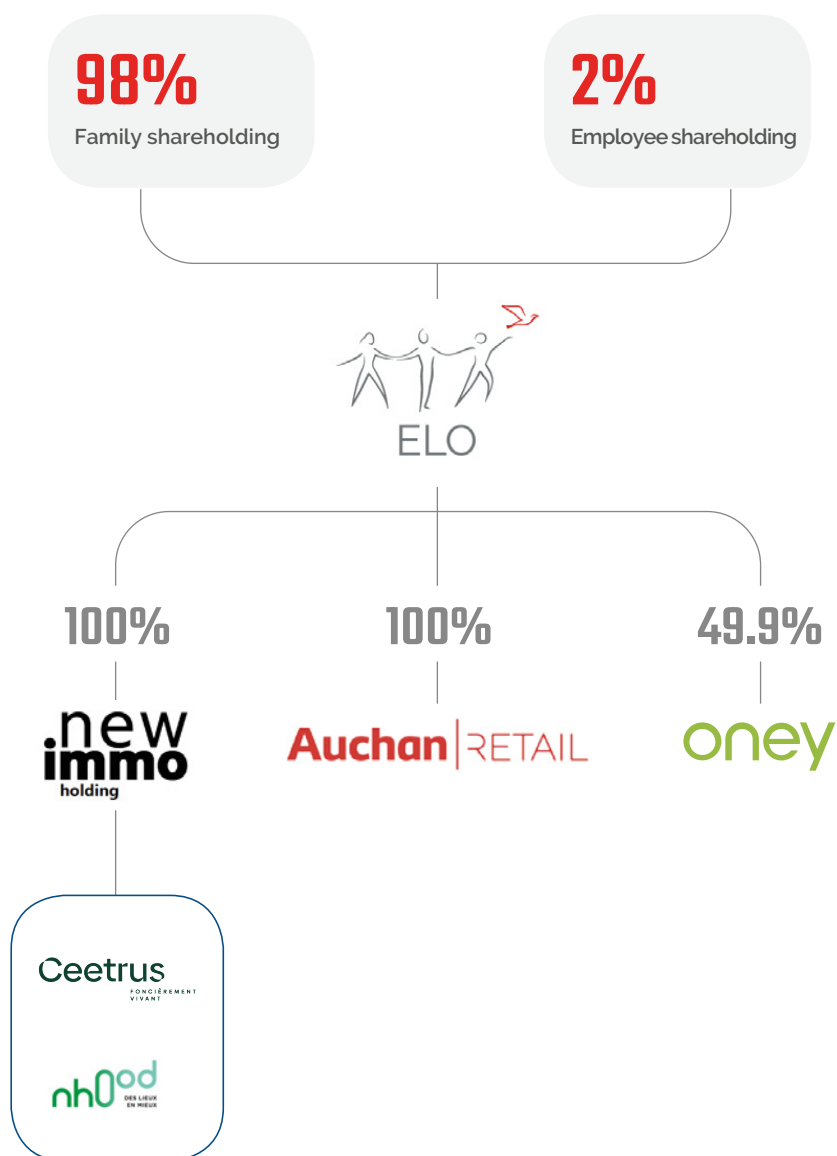 98%
Family shareholding
2%
Employee shareholding
ELO
100%
100%
49.9%
new
immo
holding
Auchan RETAIL
oney
Ceetrus
FONCIÈREMENT
VIVANT
nhood
DES LIEUX
EN MIEUX